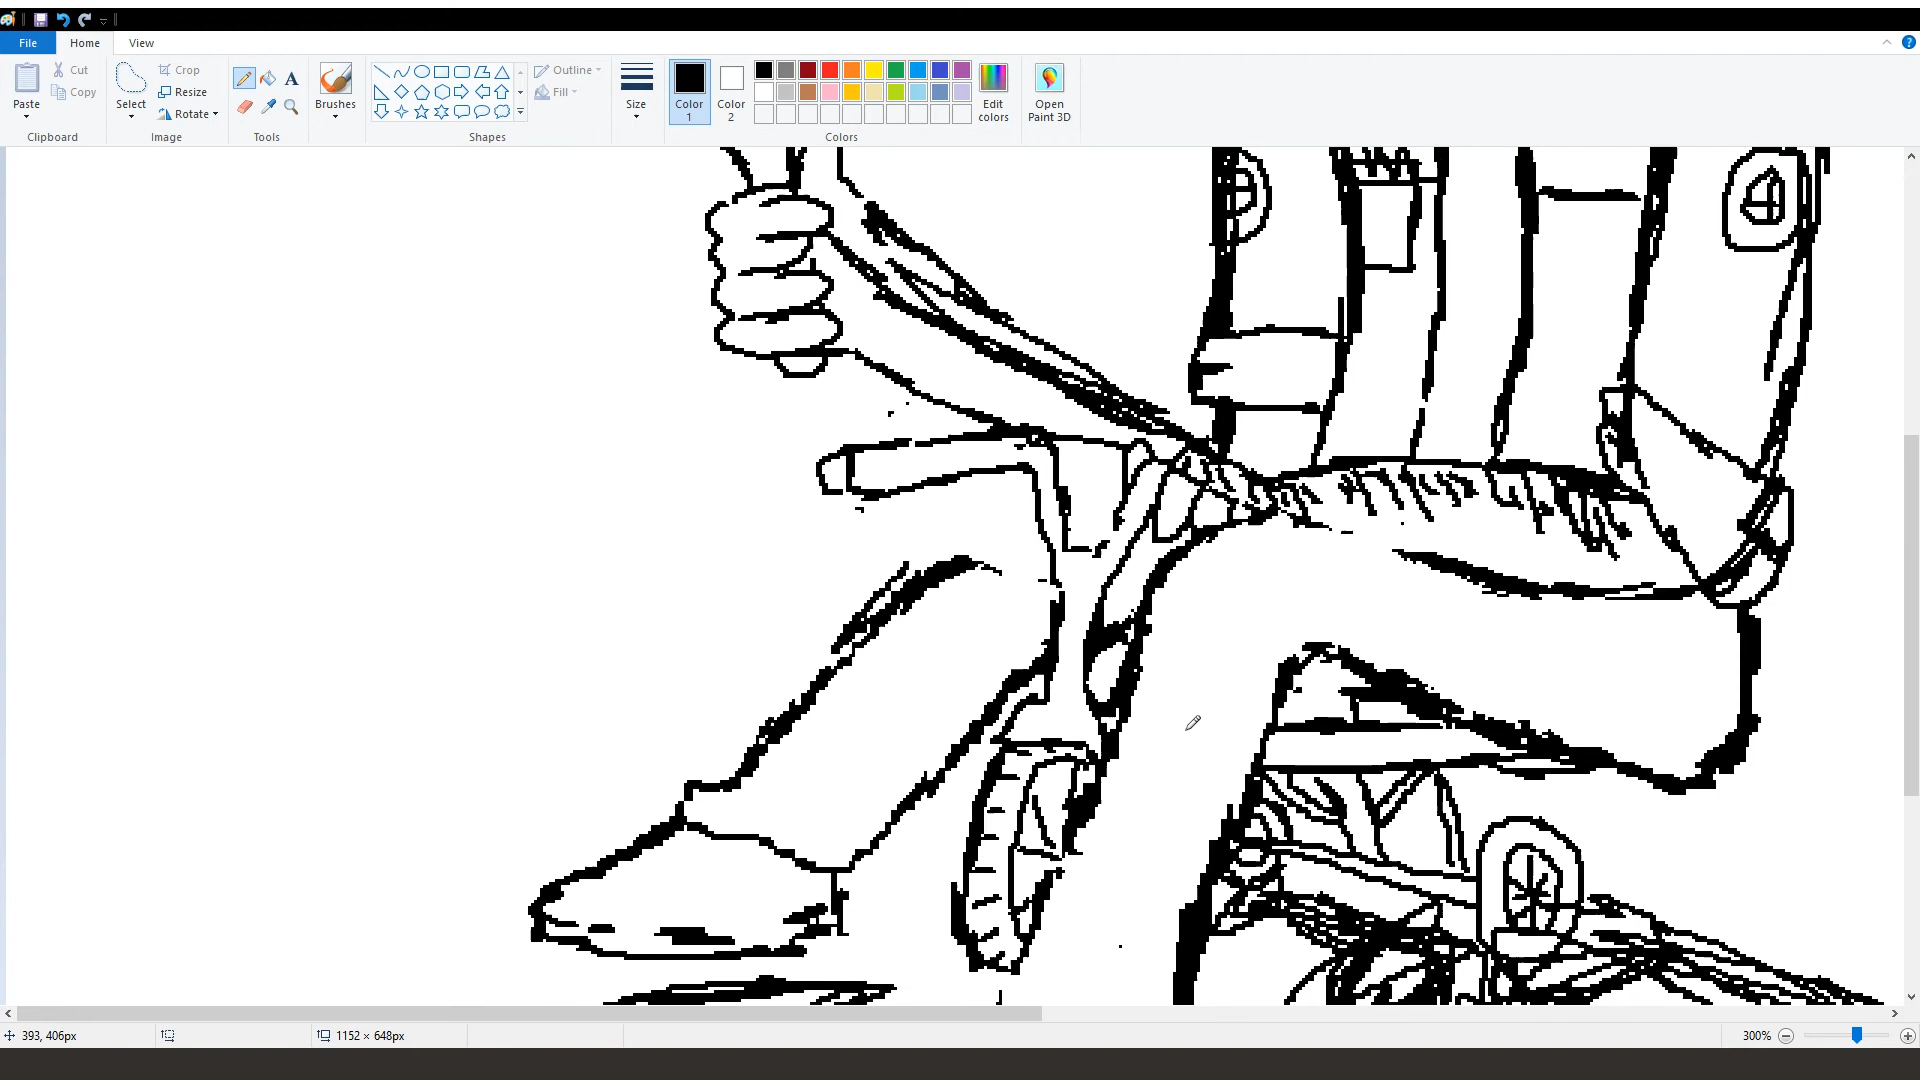 File Home View
Cut Crop Outline
Copy Resize Fill
Paste Select Rotate Brushes Size Color 1 Color 2 Edit colors Open Paint 3D
Clipboard Image Tools Shapes Colors
393, 406px 1152 × 648px 300%